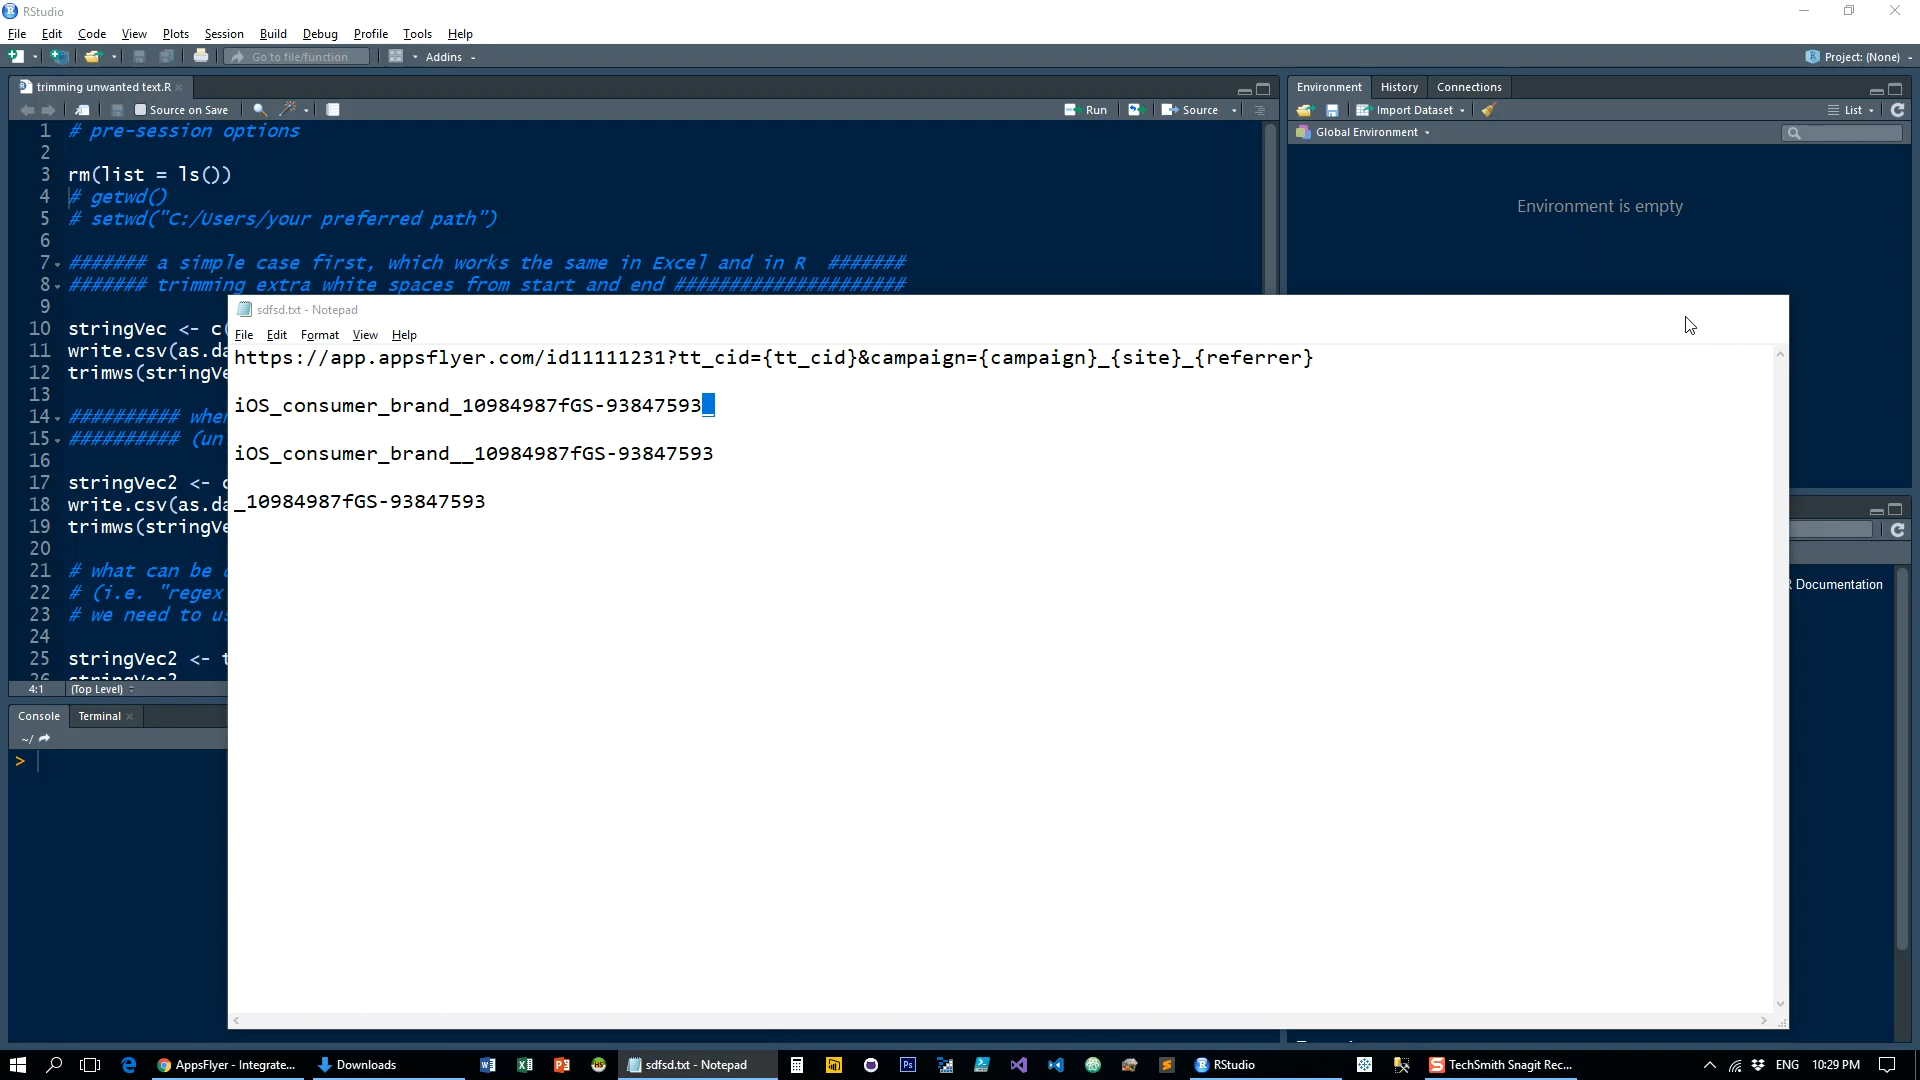 RStudio
File Edit Code View Plots Session Build Debug Profile Tools Help
Go to file/function Addins Project: (None)
trimming unwanted text.R
Source on Save Run Source
1 # pre-session options
2
3 rm(list = ls())
4 # getwd()
5 # setwd("C:/Users/your preferred path")
6
7 ####### a simple case first, which works the same in Excel and in R #######
8 ####### trimming extra white spaces from start and end #####################
9
10 stringVec <- c(
11 write.csv(as.da
12 trimws(stringVe
13
14 ########## whe
15 ########## (un
16
17 stringVec2 <-
18 write.csv(as.da
19 trimws(stringVe
20
21 # what can be
22 # (i.e. "regex
23 # we need to us
24
25 stringVec2 <- t
26 stringVec2
4:1 (Top Level)
Console Terminal
~/
>
Environment History Connections
Import Dataset List
Global Environment
Environment is empty
R Documentation
sdfsd.txt - Notepad
File Edit Format View Help
https://app.appsflyer.com/id11111231?tt_cid={tt_cid}&campaign={campaign}_{site}_{referrer}
iOS_consumer_brand_10984987fGS-93847593_
iOS_consumer_brand__10984987fGS-93847593
_10984987fGS-93847593
AppsFlyer - Integrate... Downloads sdfsd.txt - Notepad RStudio TechSmith Snagit Rec... ENG 10:29 PM